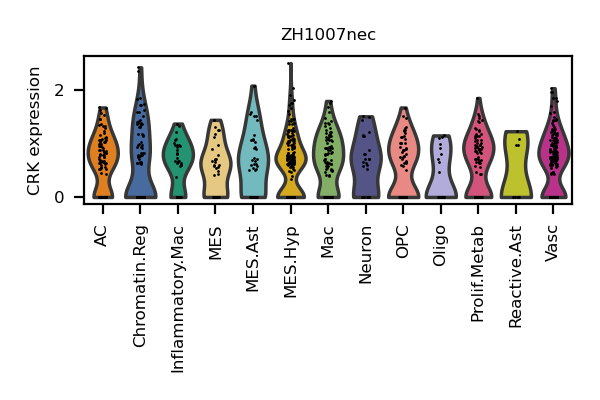 ZH1007nec
CRK expression
2
0
AC
Chromatin.Reg
Inflammatory.Mac
MES
MES.Ast
MES.Hyp
Mac
Neuron
OPC
Oligo
Prolif.Metab
Reactive.Ast
Vasc